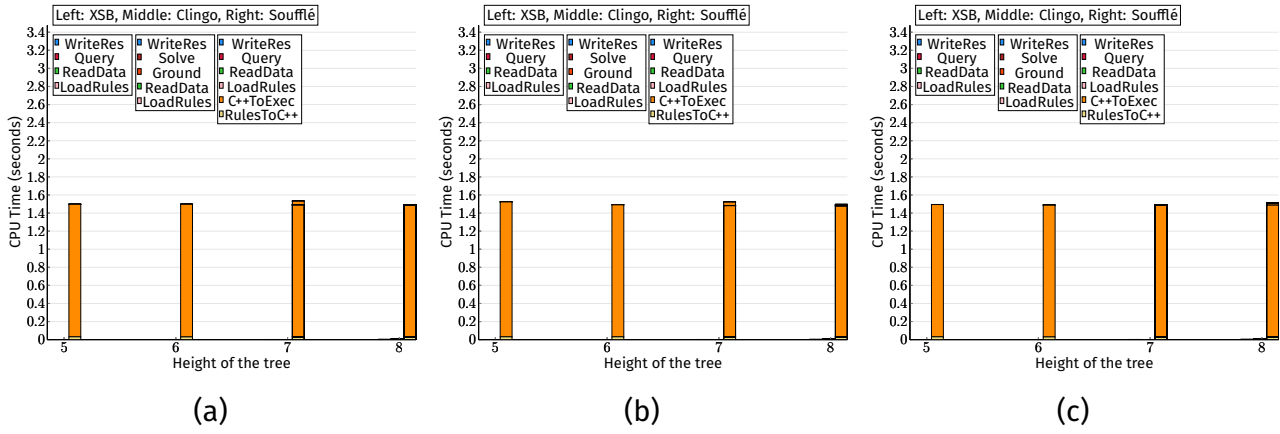 Left: XSB, Middle: Clingo, Right: Soufflé
WriteRes
Query
ReadData
LoadRules
WriteRes
Solve
Ground
ReadData
LoadRules
WriteRes
Query
ReadData
LoadRules
C++ToExec
RulesToC++
CPU Time (seconds)
3.4
3.2
3
2.8
2.6
2.4
2.2
2
1.8
1.6
1.4
1.2
1
0.8
0.6
0.4
0.2
0
5 6 7 8
Height of the tree
(a)
Left: XSB, Middle: Clingo, Right: Soufflé
WriteRes
Query
ReadData
LoadRules
WriteRes
Solve
Ground
ReadData
LoadRules
WriteRes
Query
ReadData
LoadRules
C++ToExec
RulesToC++
CPU Time (seconds)
3.4
3.2
3
2.8
2.6
2.4
2.2
2
1.8
1.6
1.4
1.2
1
0.8
0.6
0.4
0.2
0
5 6 7 8
Height of the tree
(b)
Left: XSB, Middle: Clingo, Right: Soufflé
WriteRes
Query
ReadData
LoadRules
WriteRes
Solve
Ground
ReadData
LoadRules
WriteRes
Query
ReadData
LoadRules
C++ToExec
RulesToC++
CPU Time (seconds)
3.4
3.2
3
2.8
2.6
2.4
2.2
2
1.8
1.6
1.4
1.2
1
0.8
0.6
0.4
0.2
0
5 6 7 8
Height of the tree
(c)